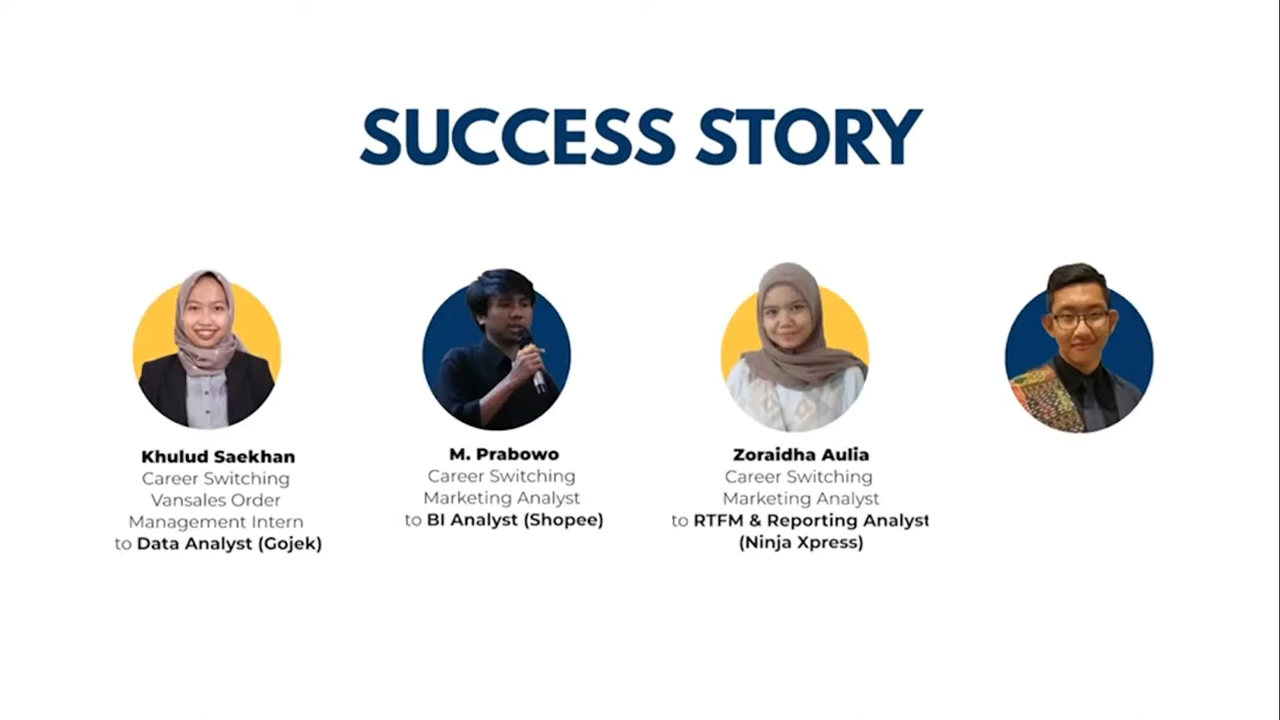 SUCCESS STORY
Khulud Saekhan
Career Switching
Vansales Order
Management Intern
to Data Analyst (Gojek)
M. Prabowo
Career Switching
Marketing Analyst
to BI Analyst (Shopee)
Zoraidha Aulia
Career Switching
Marketing Analyst
to RTFM & Reporting Analyst
(Ninja Xpress)